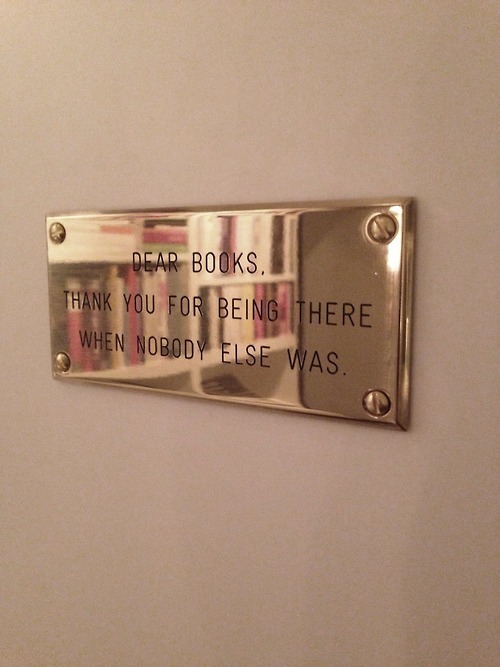 DEAR BOOKS,
THANK YOU FOR BEING THERE
WHEN NOBODY ELSE WAS.